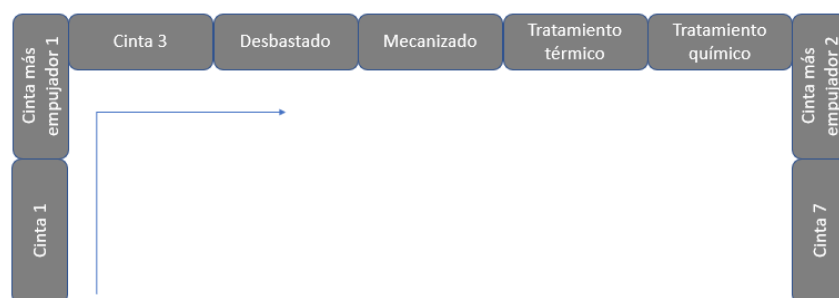 Cinta más
empujador 1
Cinta 3
Desbastado
Mecanizado
Tratamiento
térmico
Tratamiento
químico
Cinta más
empujador 2
Cinta 1
Cinta 7